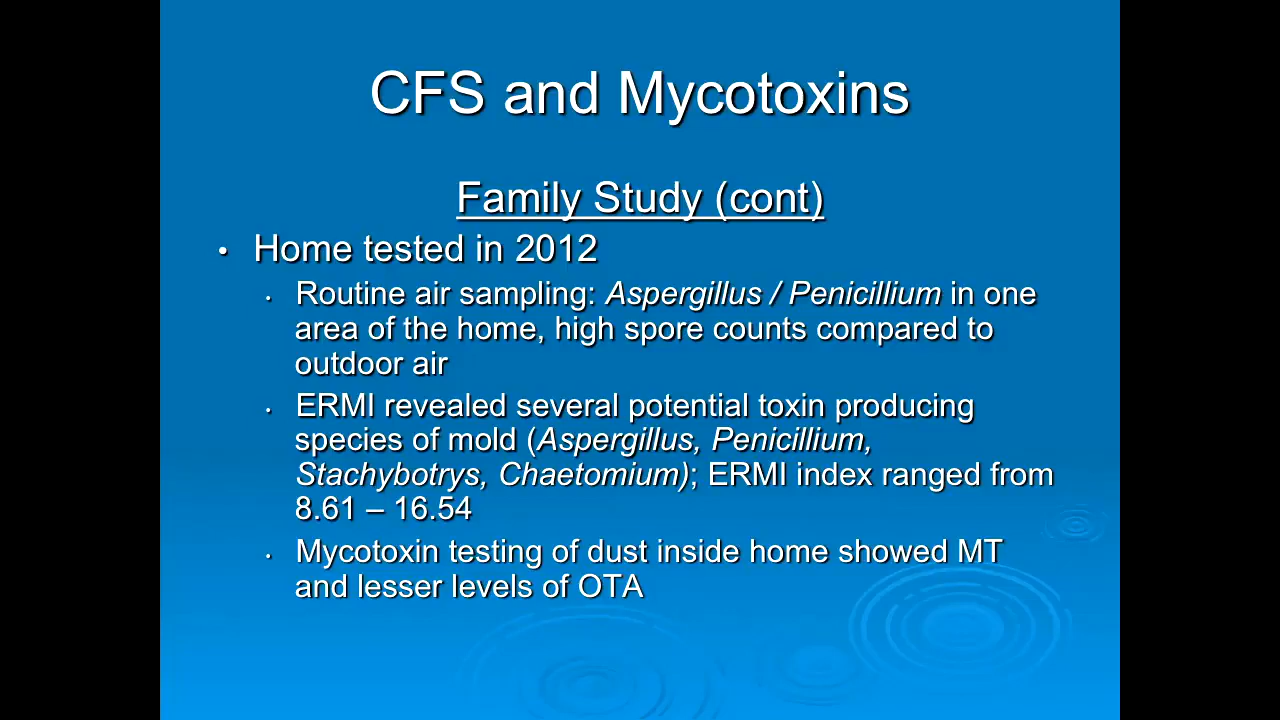 CFS and Mycotoxins
Family Study (cont)
• Home tested in 2012
• Routine air sampling: Aspergillus / Penicillium in one
area of the home, high spore counts compared to
outdoor air
• ERMI revealed several potential toxin producing
species of mold (Aspergillus, Penicillium,
Stachybotrys, Chaetomium); ERMI index ranged from
8.61 – 16.54
• Mycotoxin testing of dust inside home showed MT
and lesser levels of OTA